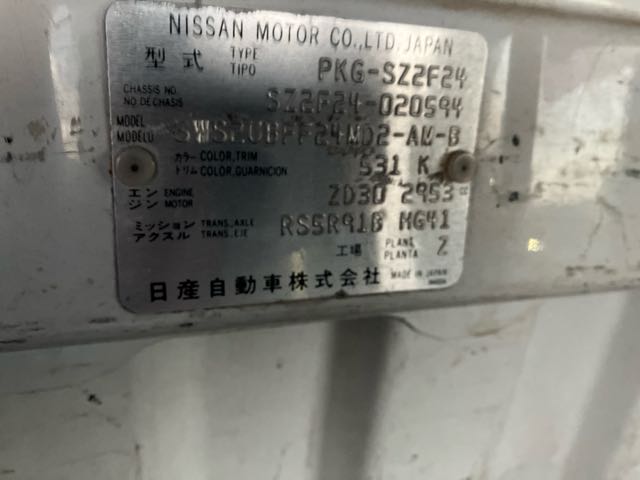 NISSAN MOTOR CO.,LTD.JAPAN
型式 TYPE TIPO PKG-SZ2F24
CHASSIS NO. NO DE CHASIS SZ2F24-020594
MODEL MODELO
カラー COLOR,TRIM トリム COLOR,GUARNICION 531 K
エンジン ENGINE MOTOR ZD30 2953 cc
ミッション TRANS.,AXLE アクスル TRANS.,EJE RS5R91B HG41
工場 PLANT PLANTA Z
日産自動車株式会社 MADE IN JAPAN